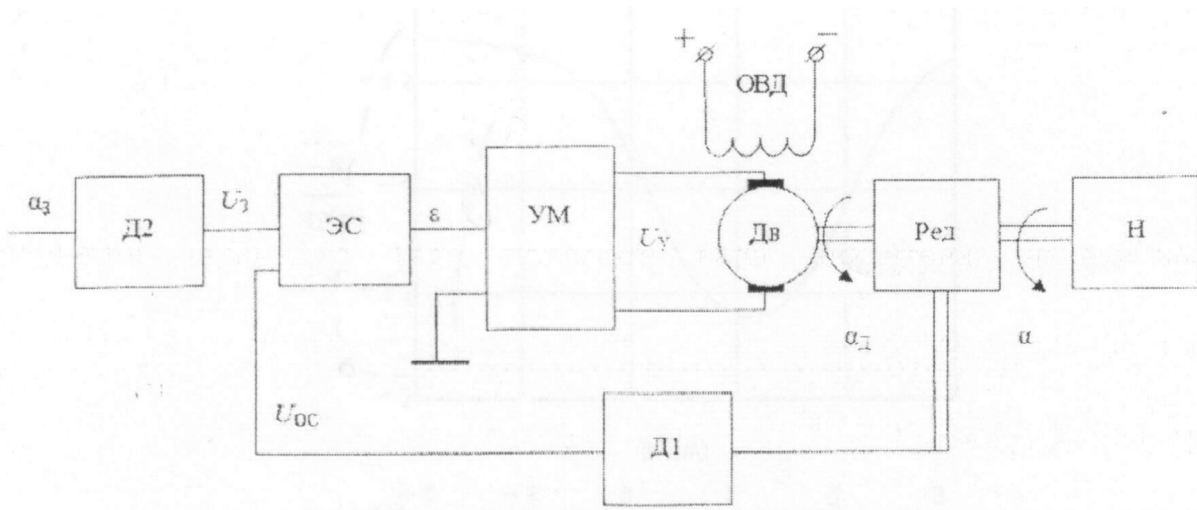 + −
ОВД
α₃ Д2 U₃ ЭС ε УМ Uу Дв Ред Н
αд α
Uос
Д1